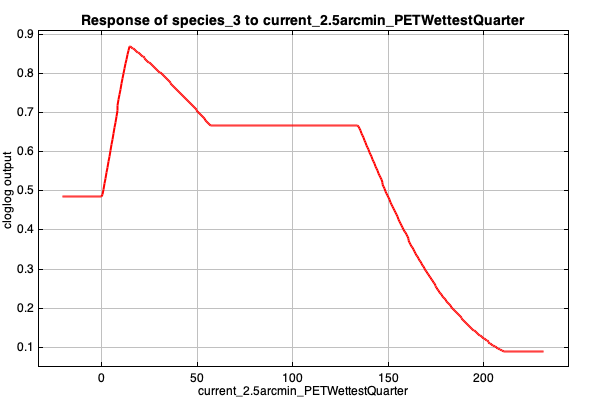 Response of species_3 to current_2.5arcmin_PETWettestQuarter
0.9
0.8
0.7
0.6
0.5
0.4
0.3
0.2
0.1
cloglog output
0 50 100 150 200
current_2.5arcmin_PETWettestQuarter